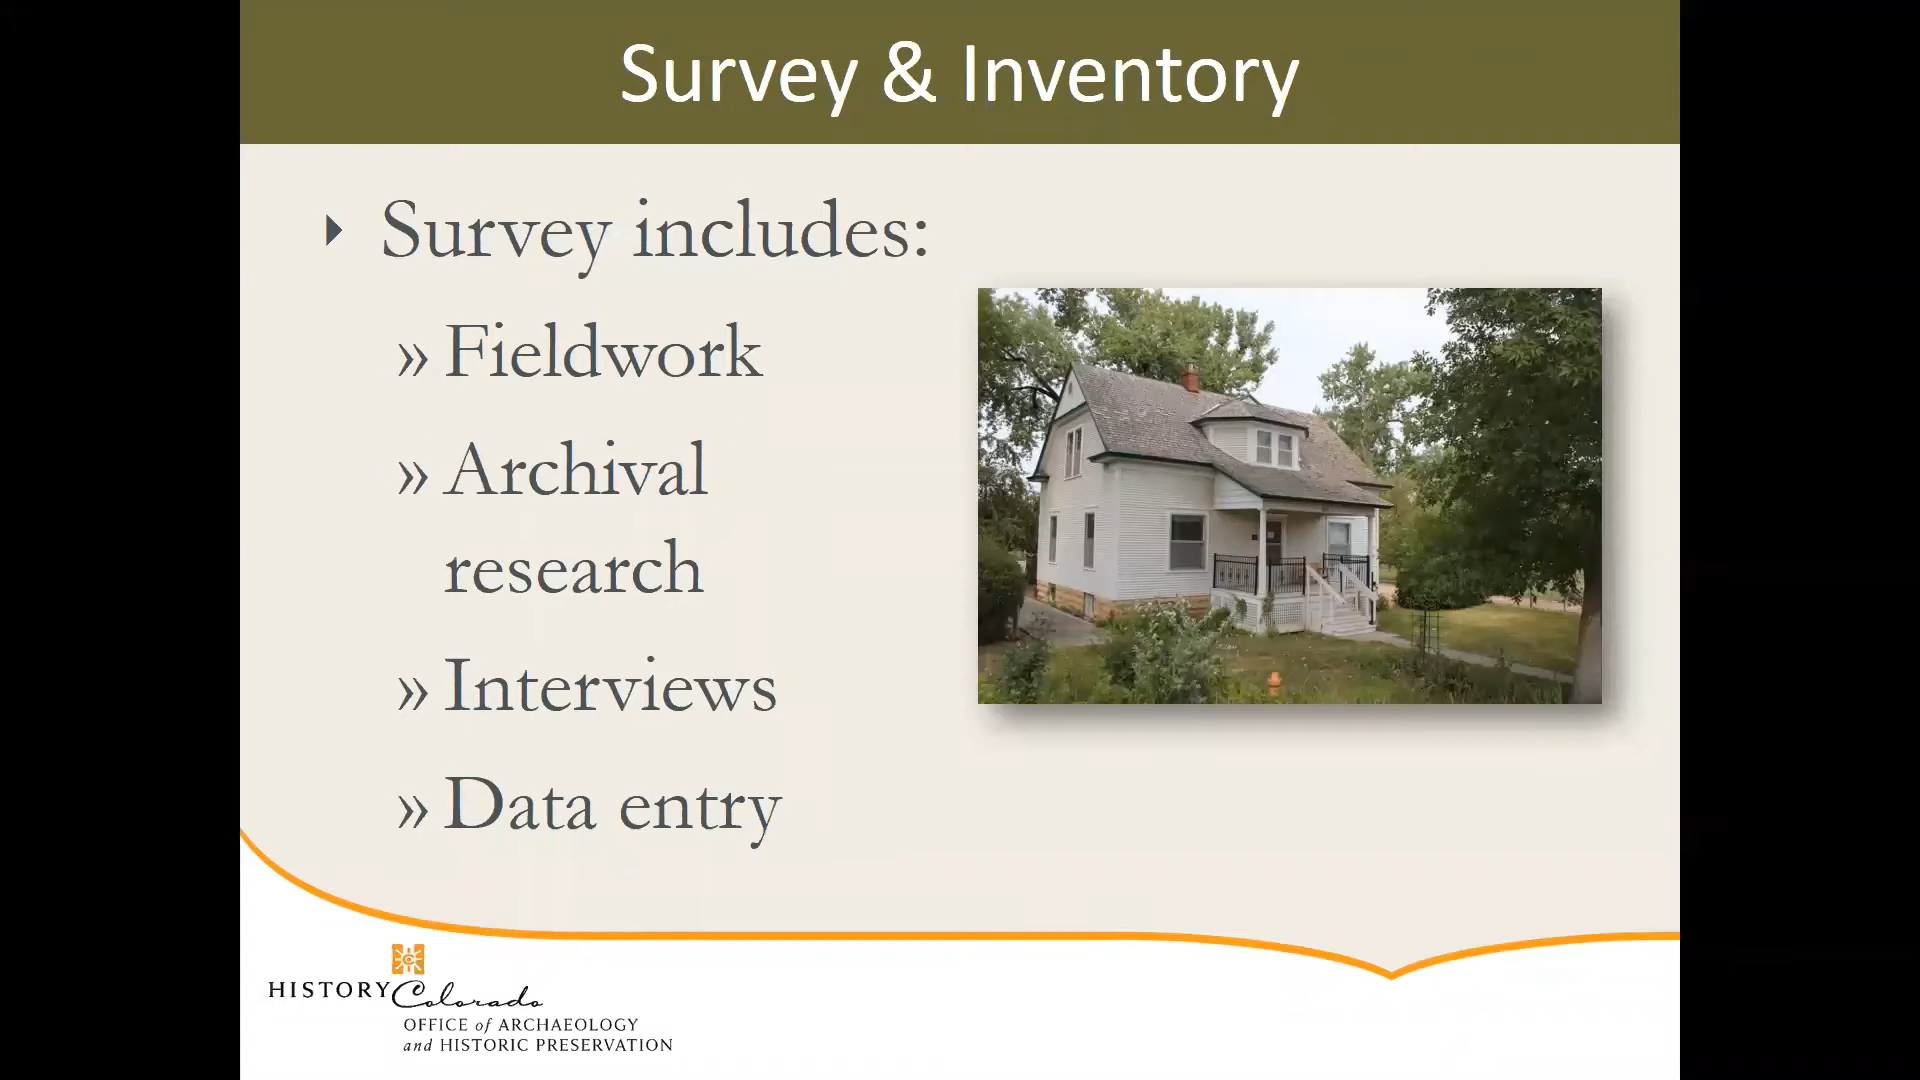 Survey & Inventory
Survey includes:
» Fieldwork
» Archival
research
» Interviews
» Data entry
HISTORY Colorado
OFFICE of ARCHAEOLOGY
and HISTORIC PRESERVATION